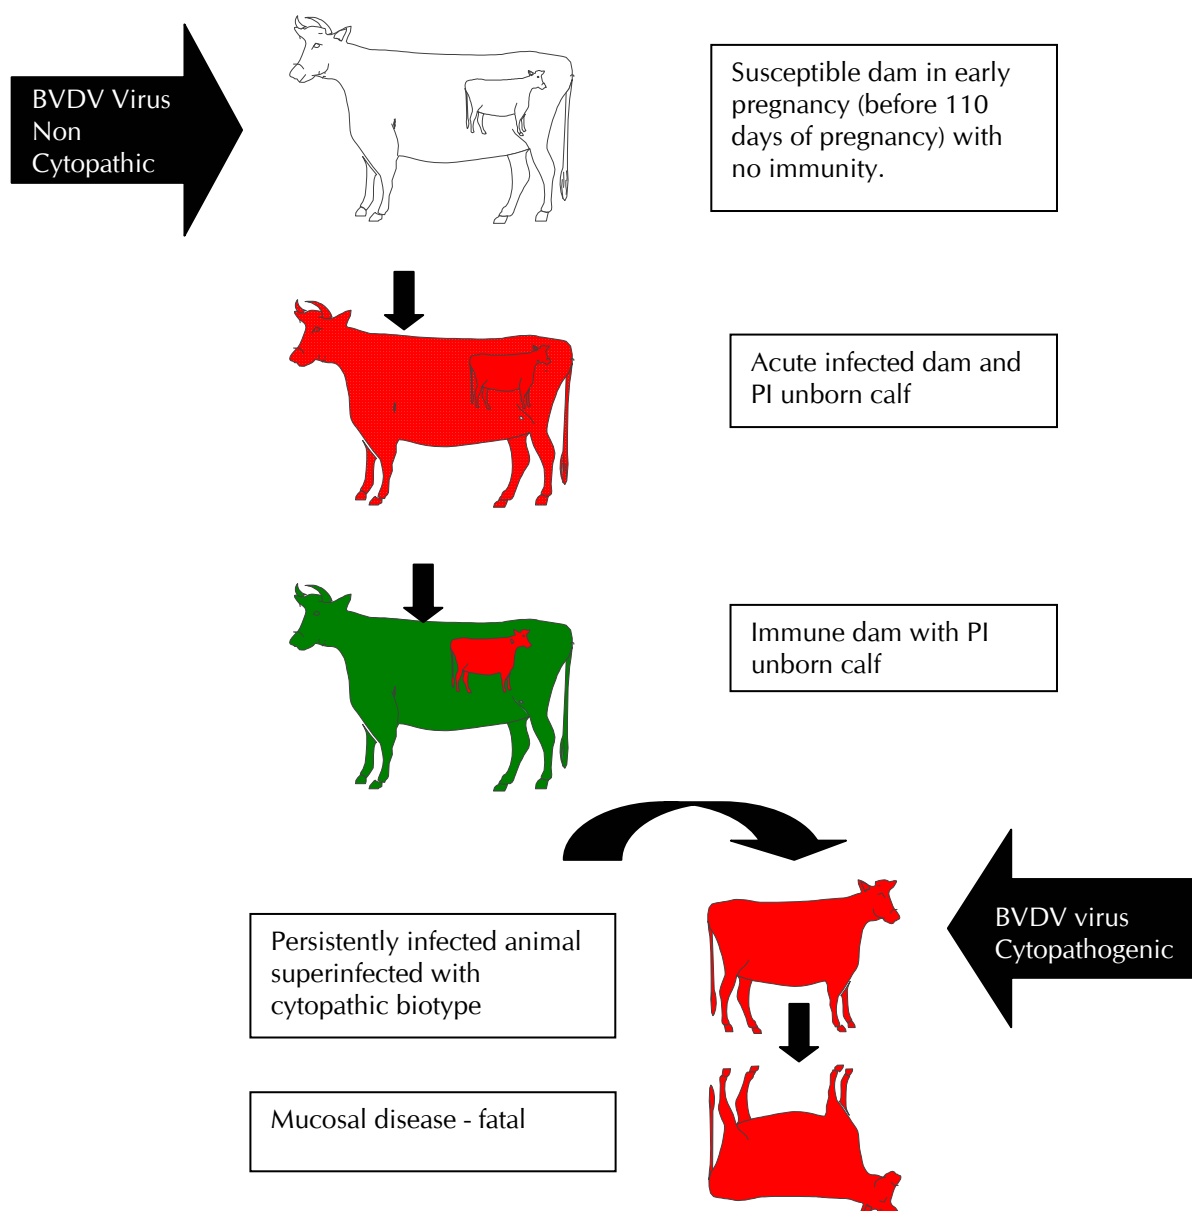 BVDV Virus
Non
Cytopathic
Susceptible dam in early
pregnancy (before 110
days of pregnancy) with
no immunity.
Acute infected dam and
PI unborn calf
Immune dam with PI
unborn calf
BVDV virus
Cytopathogenic
Persistently infected animal
superinfected with
cytopathic biotype
Mucosal disease - fatal